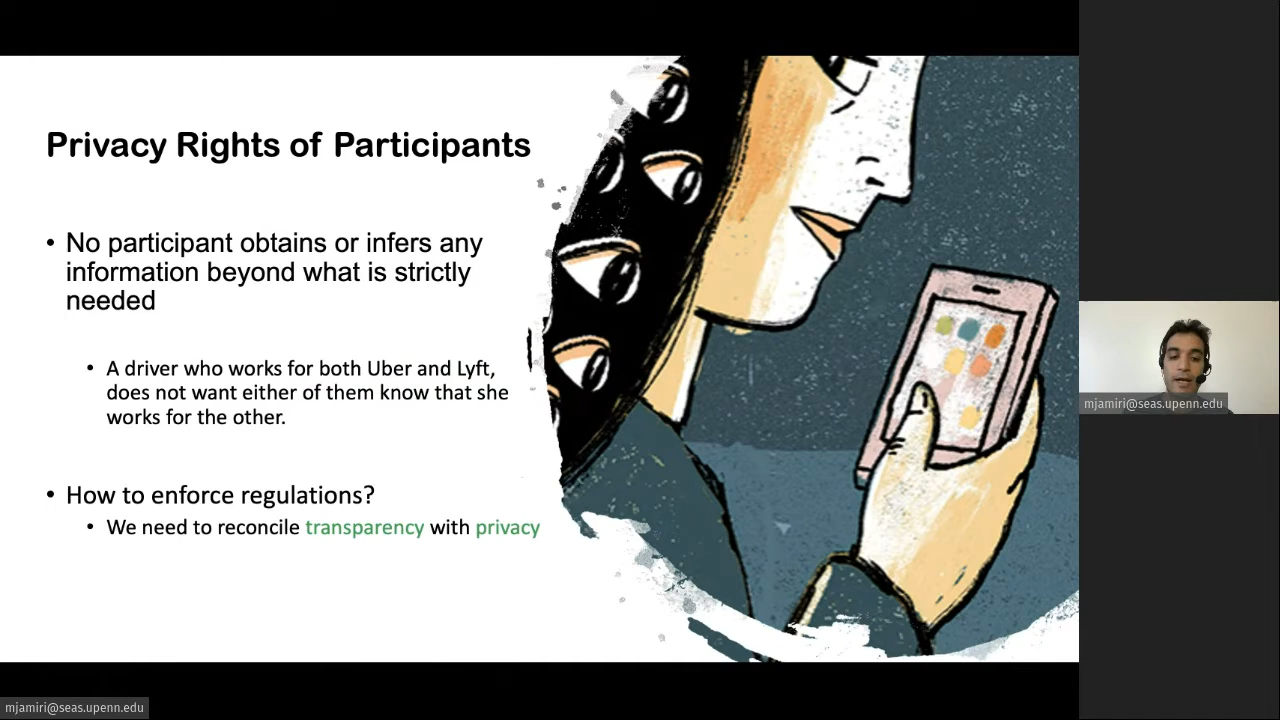 Privacy Rights of Participants
• No participant obtains or infers any
information beyond what is strictly
needed
• A driver who works for both Uber and Lyft,
does not want either of them know that she
works for the other.
• How to enforce regulations?
• We need to reconcile transparency with privacy
mjamiri@seas.upenn.edu
mjamiri@seas.upenn.edu